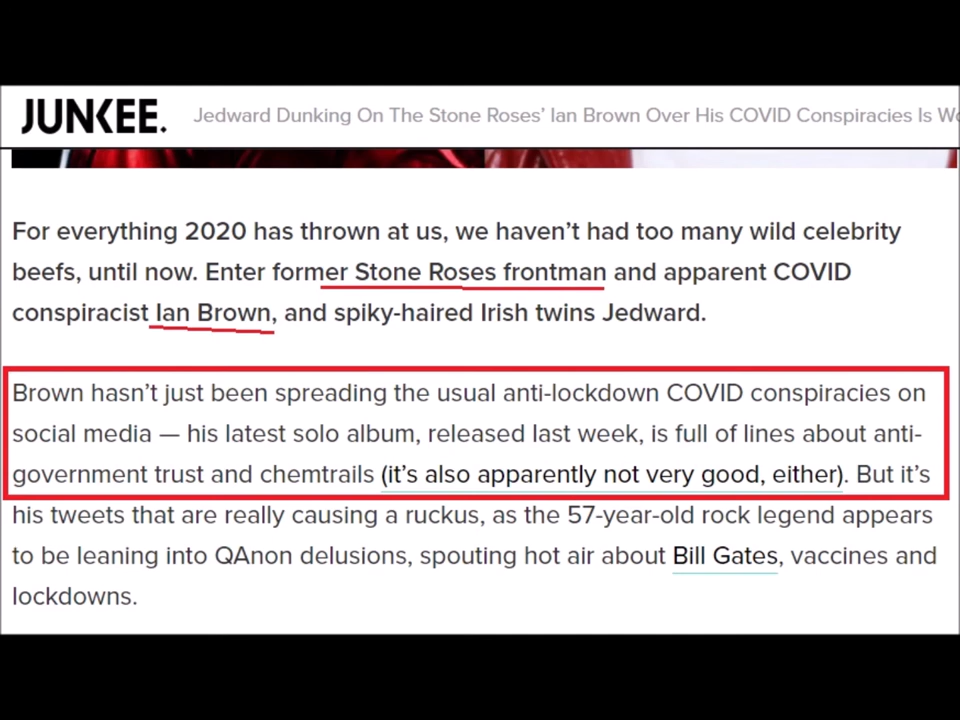 JUNKEE. Jedward Dunking On The Stone Roses' Ian Brown Over His COVID Conspiracies Is
For everything 2020 has thrown at us, we haven't had too many wild celebrity
beefs, until now. Enter former Stone Roses frontman and apparent COVID
conspiracist Ian Brown, and spiky-haired Irish twins Jedward.
Brown hasn't just been spreading the usual anti-lockdown COVID conspiracies on
social media — his latest solo album, released last week, is full of lines about anti-
government trust and chemtrails (it's also apparently not very good, either). But it's
his tweets that are really causing a ruckus, as the 57-year-old rock legend appears
to be leaning into QAnon delusions, spouting hot air about Bill Gates, vaccines and
lockdowns.